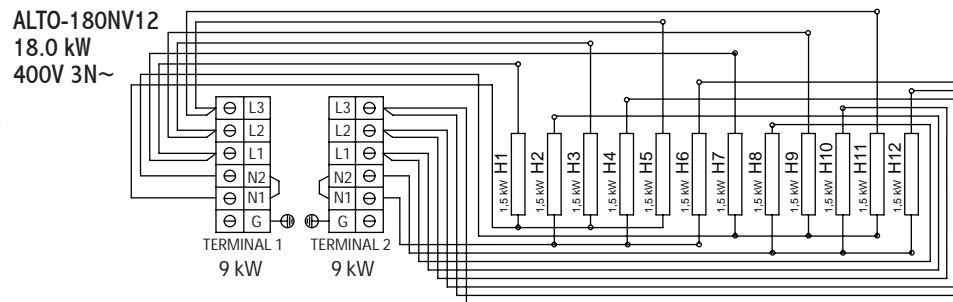 ALTO-180NV12
18.0 kW
400V 3N~
L3
L2
L1
N2
N1
G
TERMINAL 1
9 kW
L3
L2
L1
N2
N1
G
TERMINAL 2
9 kW
1,5 kW H1
1,5 kW H2
1,5 kW H3
1,5 kW H4
1,5 kW H5
1,5 kW H6
1,5 kW H7
1,5 kW H8
1,5 kW H9
1,5 kW H10
1,5 kW H11
1,5 kW H12